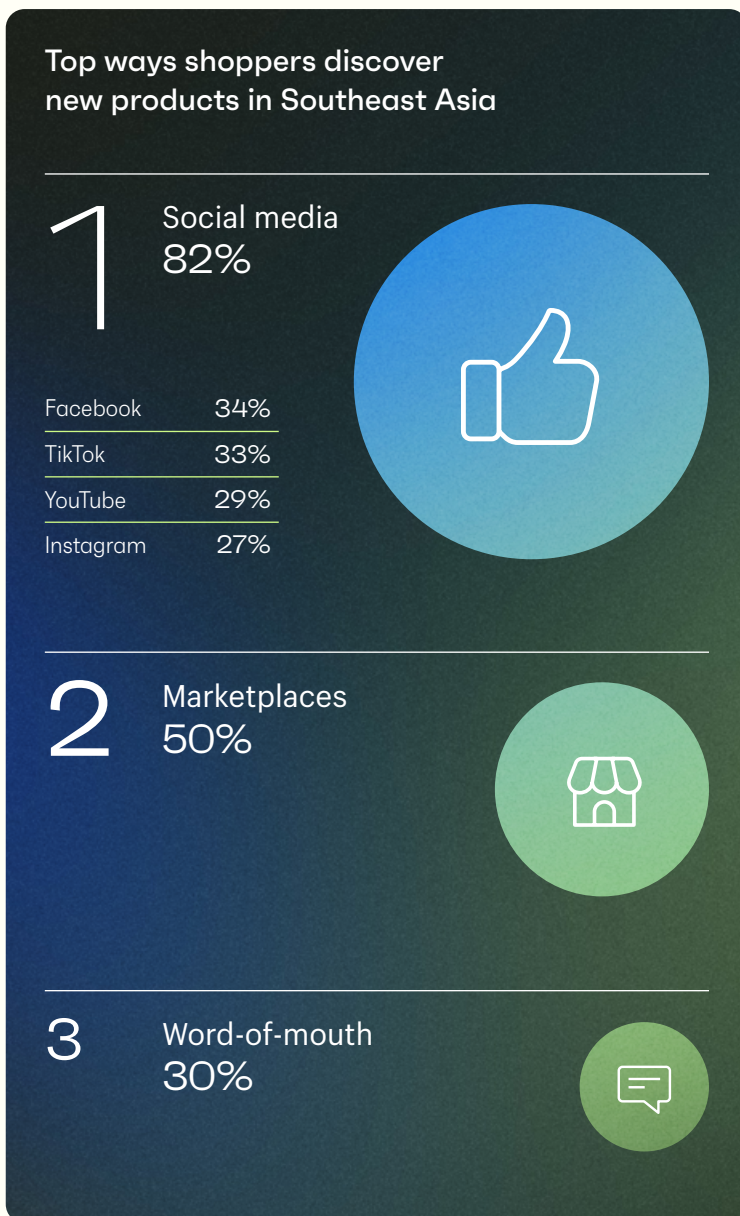 Top ways shoppers discover
new products in Southeast Asia
1
Social media
82%
Facebook 34%
TikTok 33%
YouTube 29%
Instagram 27%
2
Marketplaces
50%
3
Word-of-mouth
30%